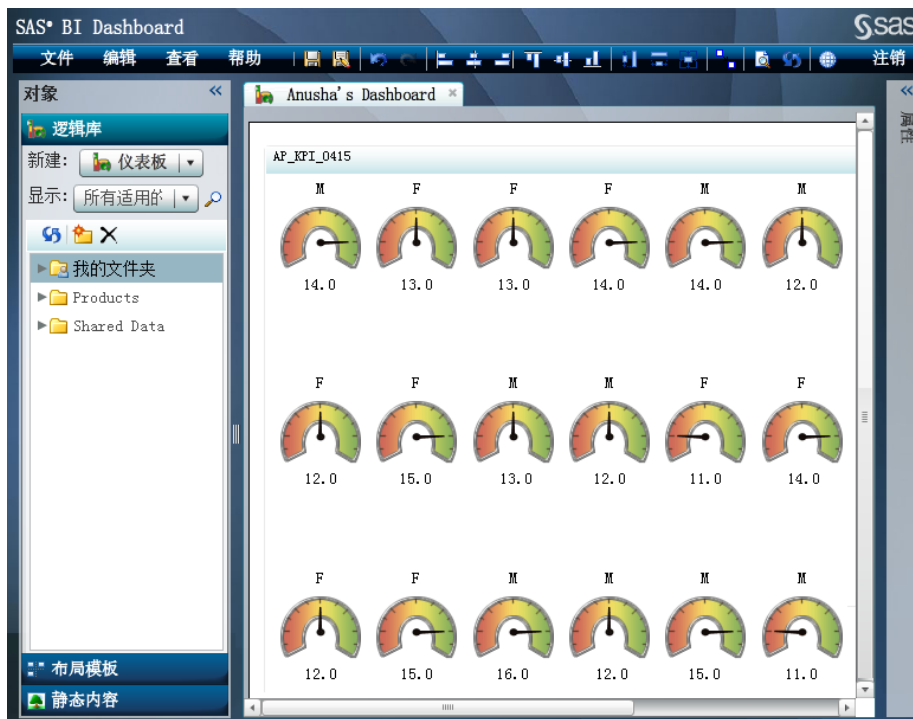 SAS® BI Dashboard
sas
文件 编辑 查看 帮助 注销
对象
Anusha's Dashboard
属性
逻辑库
新建: 仪表板
显示: 所有适用的
我的文件夹
Products
Shared Data
布局模板
静态内容
AP_KPI_0415
M F F F M M
14.0 13.0 13.0 14.0 14.0 12.0
F F M M F F
12.0 15.0 13.0 12.0 11.0 14.0
F F M M M M
12.0 15.0 16.0 12.0 15.0 11.0